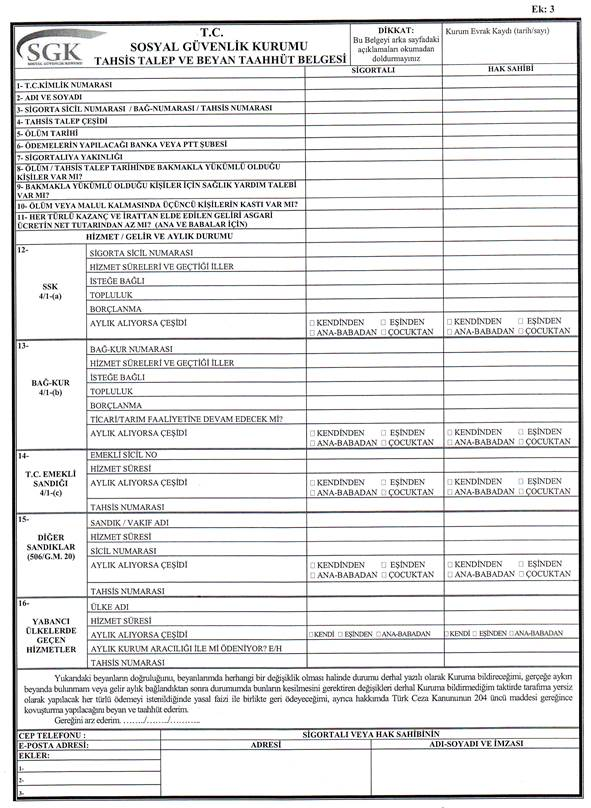 Ek: 3
SGK
SOSYAL GÜVENLİK KURUMU
T.C.
SOSYAL GÜVENLİK KURUMU
TAHSİS TALEP VE BEYAN TAAHHÜT BELGESİ
DİKKAT:
Bu Belgeyi arka sayfadaki
açıklamaları okumadan
doldurmayınız
Kurum Evrak Kaydı (tarih/sayı)
SİGORTALI
HAK SAHİBİ
1- T.C.KİMLİK NUMARASI
2- ADI VE SOYADI
3- SİGORTA SİCİL NUMARASI / BAĞ-NUMARASI / TAHSİS NUMARASI
4- TAHSİS TALEP ÇEŞİDİ
5- ÖLÜM TARİHİ
6- ÖDEMELERİN YAPILACAĞI BANKA VEYA PTT ŞUBESİ
7- SİGORTALIYA YAKINLIĞI
8- ÖLÜM / TAHSİS TALEP TARİHİNDE BAKMAKLA YÜKÜMLÜ OLDUĞU
KİŞİLER VAR MI?
9- BAKMAKLA YÜKÜMLÜ OLDUĞU KİŞİLER İÇİN SAĞLIK YARDIM TALEBİ
VAR MI?
10- ÖLÜM VEYA MALUL KALMASINDA ÜÇÜNCÜ KİŞİLERİN KASTI VAR MI?
11- HER TÜRLÜ KAZANÇ VE İRATTAN ELDE EDİLEN GELİRİ ASGARİ
ÜCRETİN NET TUTARINDAN AZ MI? (ANA VE BABALAR İÇİN)
HİZMET / GELİR VE AYLIK DURUMU
12-
SSK
4/1-(a)
SİGORTA SİCİL NUMARASI
HİZMET SÜRELERİ VE GEÇTİĞİ İLLER
İSTEĞE BAĞLI
TOPLULUK
BORÇLANMA
AYLIK ALIYORSA ÇEŞİDİ
□ KENDİNDEN □ EŞİNDEN □ KENDİNDEN □ EŞİNDEN
□ ANA-BABADAN □ ÇOCUKTAN □ ANA-BABADAN □ ÇOCUKTAN
13-
BAĞ-KUR
4/1-(b)
BAĞ-KUR NUMARASI
HİZMET SÜRELERİ VE GEÇTİĞİ İLLER
İSTEĞE BAĞLI
TOPLULUK
BORÇLANMA
TİCARİ/TARIM FAALİYETİNE DEVAM EDECEK Mİ?
AYLIK ALIYORSA ÇEŞİDİ
□ KENDİNDEN □ EŞİNDEN □ KENDİNDEN □ EŞİNDEN
□ ANA-BABADAN □ ÇOCUKTAN □ ANA-BABADAN □ ÇOCUKTAN
14-
T.C. EMEKLİ
SANDIĞI
4/1-(c)
EMEKLİ SİCİL NO
HİZMET SÜRESİ
AYLIK ALIYORSA ÇEŞİDİ
□ KENDİNDEN □ EŞİNDEN □ KENDİNDEN □ EŞİNDEN
□ ANA-BABADAN □ ÇOCUKTAN □ ANA-BABADAN □ ÇOCUKTAN
TAHSİS NUMARASI
15-
DİĞER
SANDIKLAR
(506/G.M. 20)
SANDIK / VAKIF ADI
HİZMET SÜRESİ
SİCİL NUMARASI
AYLIK ALIYORSA ÇEŞİDİ
□ KENDİNDEN □ EŞİNDEN □ KENDİNDEN □ EŞİNDEN
□ ANA-BABADAN □ ÇOCUKTAN □ ANA-BABADAN □ ÇOCUKTAN
TAHSİS NUMARASI
16-
YABANCI
ÜLKELERDE
GEÇEN
HİZMETLER
ÜLKE ADI
HİZMET SÜRESİ
AYLIK ALIYORSA ÇEŞİDİ
□ KENDİ □ EŞİNDEN □ ANA-BABADAN □ KENDİ □ EŞİNDEN □ ANA-BABADAN
AYLIK KURUM ARACILIĞI İLE Mİ ÖDENİYOR? E/H
TAHSİS NUMARASI
Yukarıdaki beyanların doğruluğunu, beyanlarımda herhangi bir değişiklik olması halinde durumu derhal yazılı olarak Kuruma bildireceğimi, gerçeğe aykırı
beyanda bulunmam veya gelir aylık bağlandıktan sonra durumumda bunların kesilmesini gerektiren değişikleri derhal Kuruma bildirmediğim taktirde tarafıma yersiz
olarak yapılacak her türlü ödemeyi istenildiğinde yasal faizi ile birlikte geri ödeyeceğimi, ayrıca hakkımda Türk Ceza Kanununun 204 üncü maddesi gereğince
kovuşturma yapılacağını beyan ve taahhüt ederim.
Gereğini arz ederim. ……./……../………..
CEP TELEFONU :
SİGORTALI VEYA HAK SAHİBİNİN
E-POSTA ADRESİ:
ADRESİ
ADI-SOYADI VE İMZASI
EKLER:
1-
2-
3-